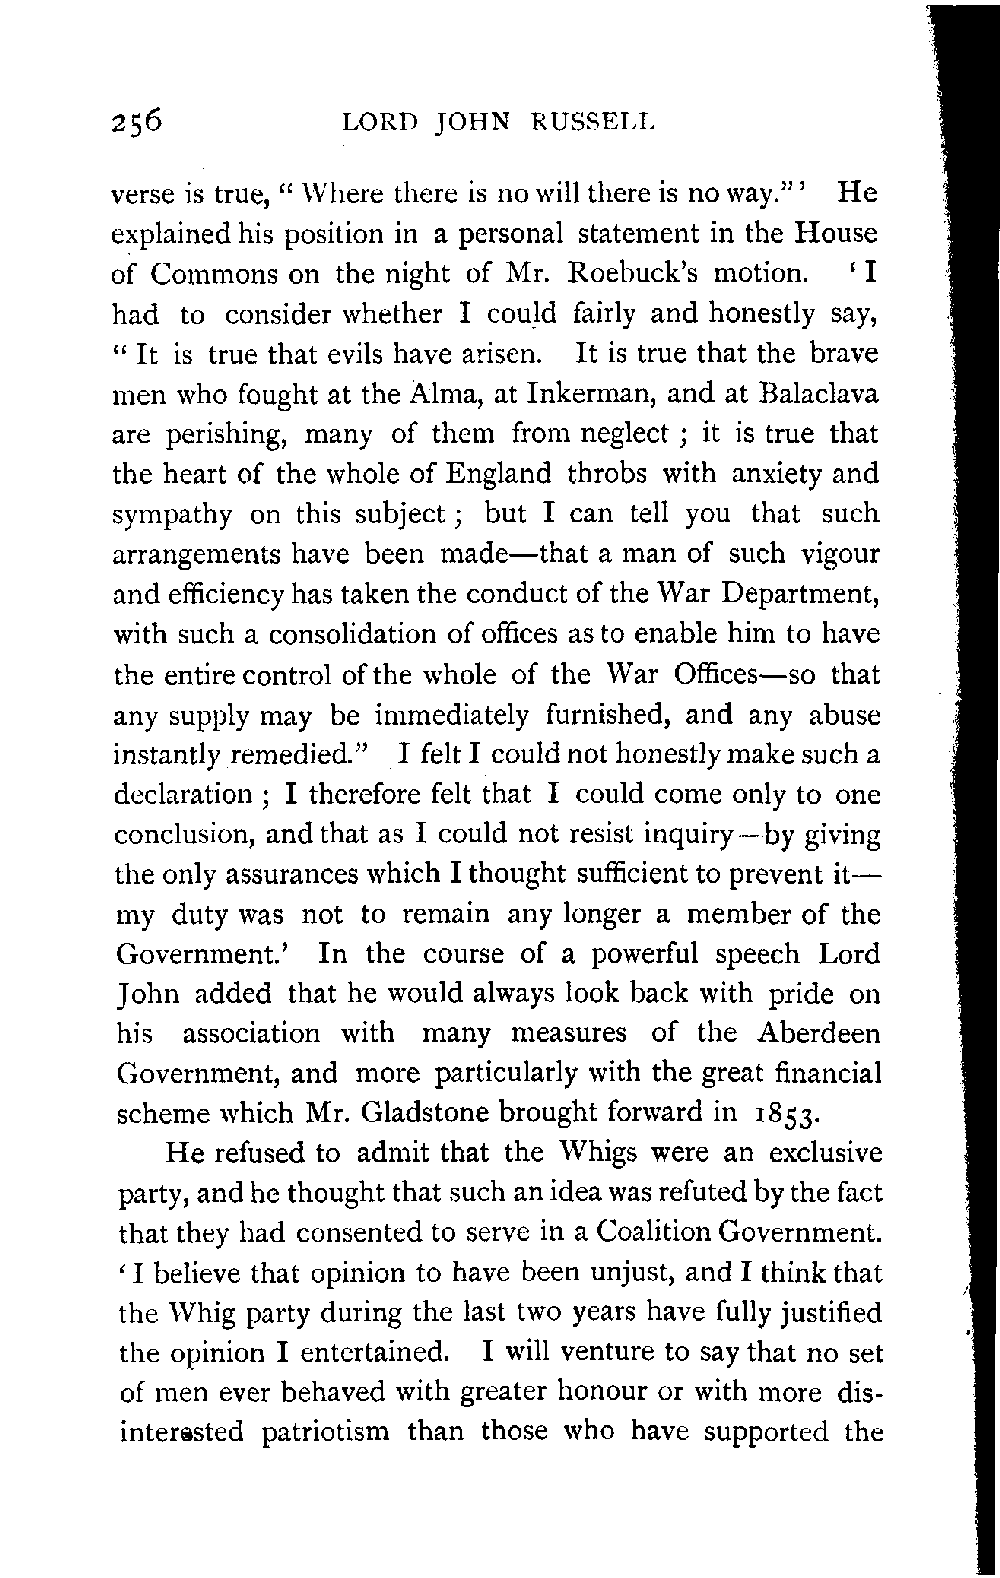 256 LORD JOHN RUSSELL
verse is true, “ Where there is no will there is no way.” ’ He
explained his position in a personal statement in the House
of Commons on the night of Mr. Roebuck’s motion. ‘ I
had to consider whether I could fairly and honestly say,
“ It is true that evils have arisen. It is true that the brave
men who fought at the Alma, at Inkerman, and at Balaclava
are perishing, many of them from neglect ; it is true that
the heart of the whole of England throbs with anxiety and
sympathy on this subject ; but I can tell you that such
arrangements have been made—that a man of such vigour
and efficiency has taken the conduct of the War Department,
with such a consolidation of offices as to enable him to have
the entire control of the whole of the War Offices—so that
any supply may be immediately furnished, and any abuse
instantly remedied.” I felt I could not honestly make such a
declaration ; I therefore felt that I could come only to one
conclusion, and that as I could not resist inquiry—by giving
the only assurances which I thought sufficient to prevent it—
my duty was not to remain any longer a member of the
Government.’ In the course of a powerful speech Lord
John added that he would always look back with pride on
his association with many measures of the Aberdeen
Government, and more particularly with the great financial
scheme which Mr. Gladstone brought forward in 1853.
He refused to admit that the Whigs were an exclusive
party, and he thought that such an idea was refuted by the fact
that they had consented to serve in a Coalition Government.
‘ I believe that opinion to have been unjust, and I think that
the Whig party during the last two years have fully justified
the opinion I entertained. I will venture to say that no set
of men ever behaved with greater honour or with more dis-
interested patriotism than those who have supported the